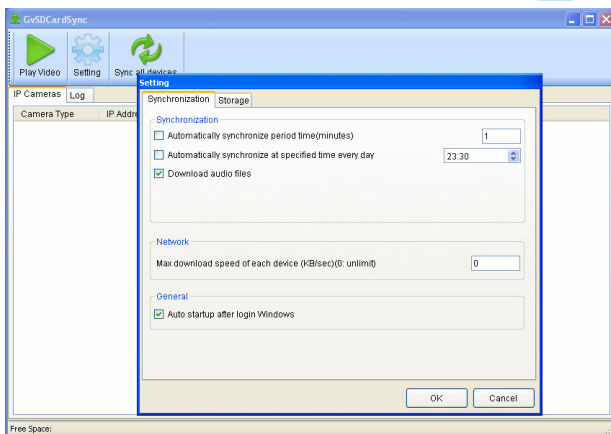 GvSDCardSync
Play Video Setting Sync all devices
IP Cameras Log
Camera Type IP Addre
Setting
Synchronization Storage
Synchronization
Automatically synchronize period time(minutes) 1
Automatically synchronize at specified time every day 23:30
Download audio files
Network
Max download speed of each device (KB/sec)(0: unlimit) 0
General
Auto startup after login Windows
OK Cancel
Free Space: